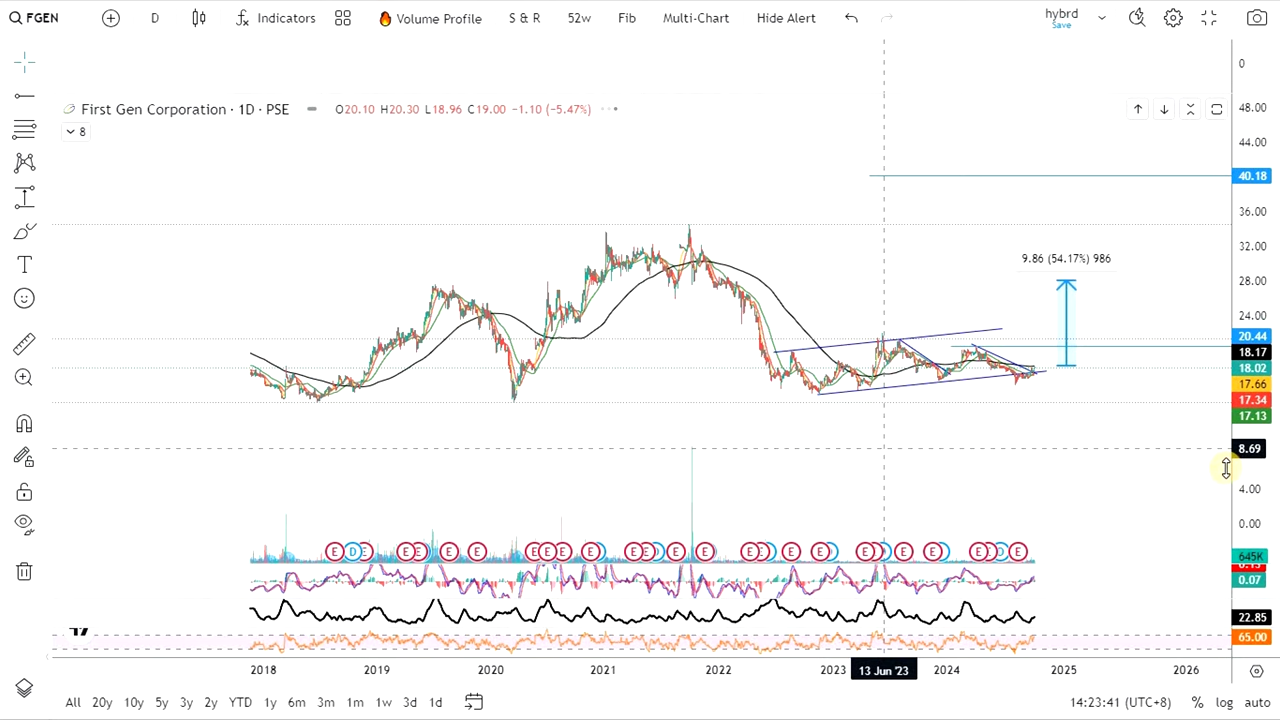 FGEN D Indicators Volume Profile S & R 52w Fib Multi-Chart Hide Alert hybrd
Save
0
First Gen Corporation · 1D · PSE O20.10 H20.30 L18.96 C19.00 −1.10 (−5.47%)
8
48.00
44.00
40.18
36.00
32.00
9.86 (54.17%) 986
28.00
24.00
20.44
18.17
18.02
17.66
17.34
17.13
8.69
4.00
0.00
E D E E E E E E E E E E E E E E E E E E E E E E E
645K
0.07
22.85
65.00
2018 2019 2020 2021 2022 2023 13 Jun '23 2024 2025 2026
All 20y 10y 5y 3y 2y YTD 1y 6m 3m 1m 1w 3d 1d 14:23:41 (UTC+8) % log auto